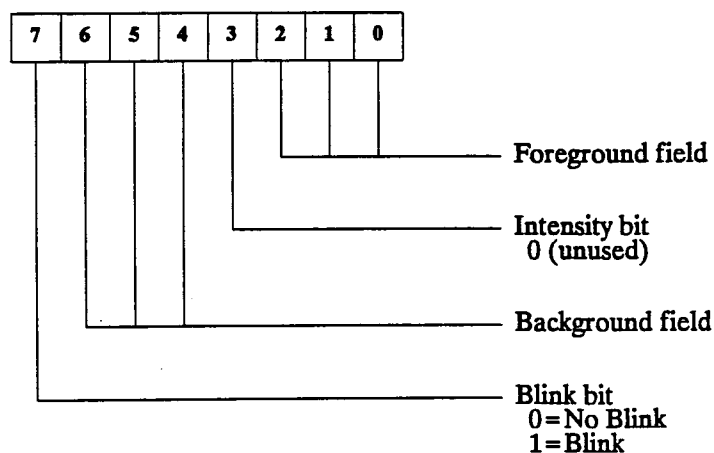 7 6 5 4 3 2 1 0
Foreground field
Intensity bit
0 (unused)
Background field
Blink bit
0=No Blink
1=Blink